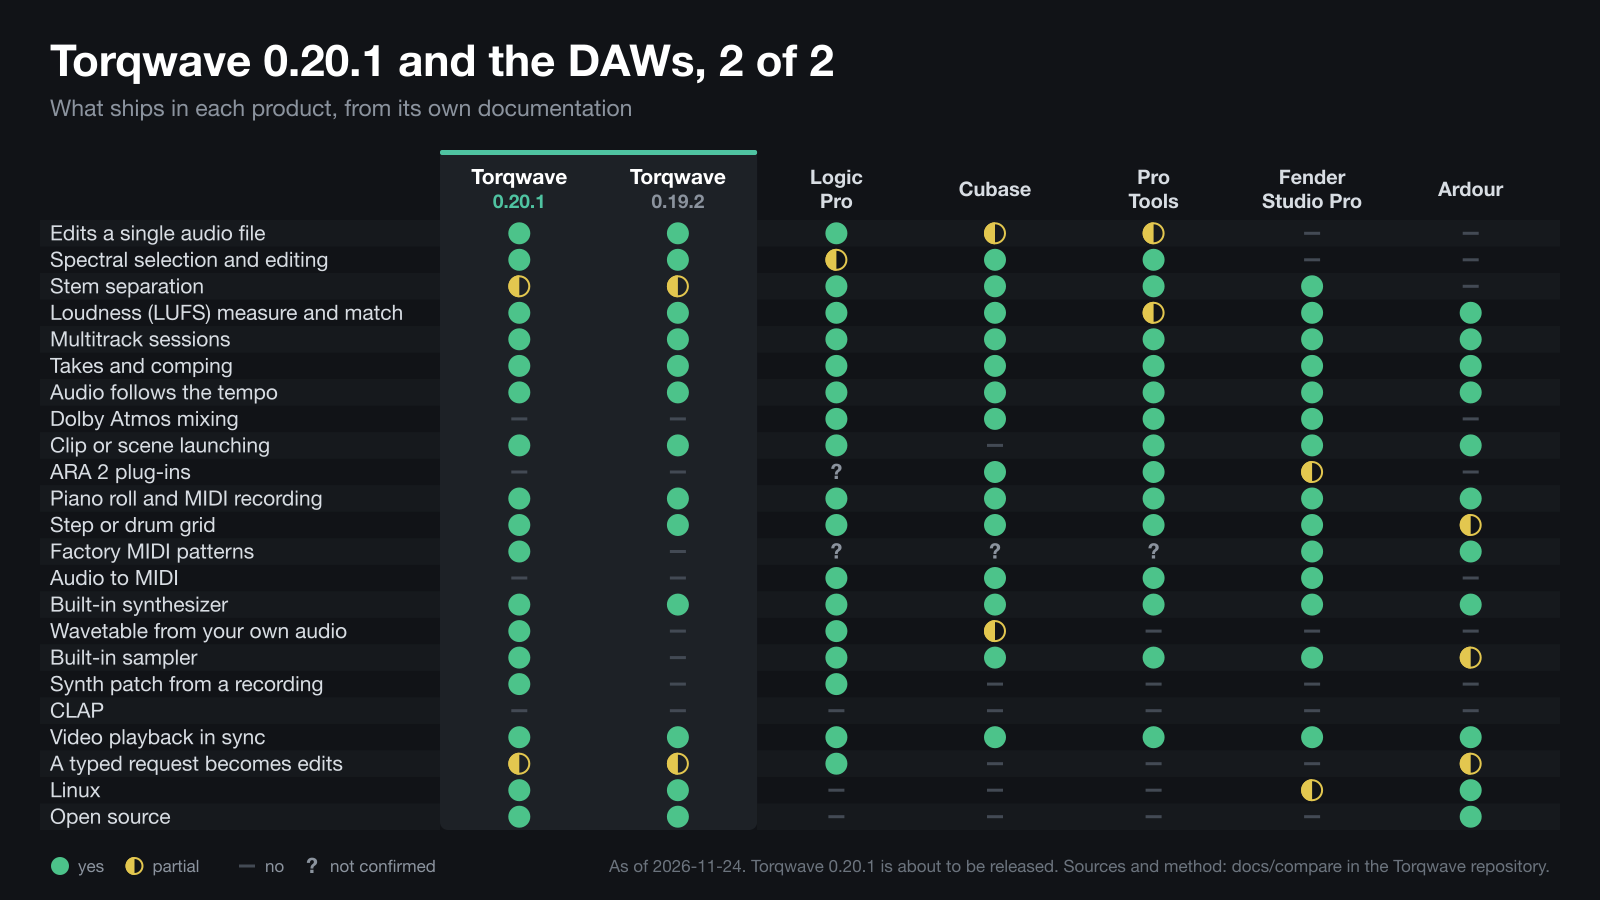 Torqwave 0.20.1 and the DAWs, 2 of 2
What ships in each product, from its own documentation
Torqwave
0.20.1
Torqwave
0.19.2
Logic
Pro
Cubase
Pro
Tools
Fender
Studio Pro
Ardour
Edits a single audio file
Spectral selection and editing
Stem separation
Loudness (LUFS) measure and match
Multitrack sessions
Takes and comping
Audio follows the tempo
Dolby Atmos mixing
Clip or scene launching
ARA 2 plug-ins ?
Piano roll and MIDI recording
Step or drum grid
Factory MIDI patterns ? ? ?
Audio to MIDI
Built-in synthesizer
Wavetable from your own audio
Built-in sampler
Synth patch from a recording
CLAP
Video playback in sync
A typed request becomes edits
Linux
Open source
yes partial — no ? not confirmed
As of 2026-11-24. Torqwave 0.20.1 is about to be released. Sources and method: docs/compare in the Torqwave repository.